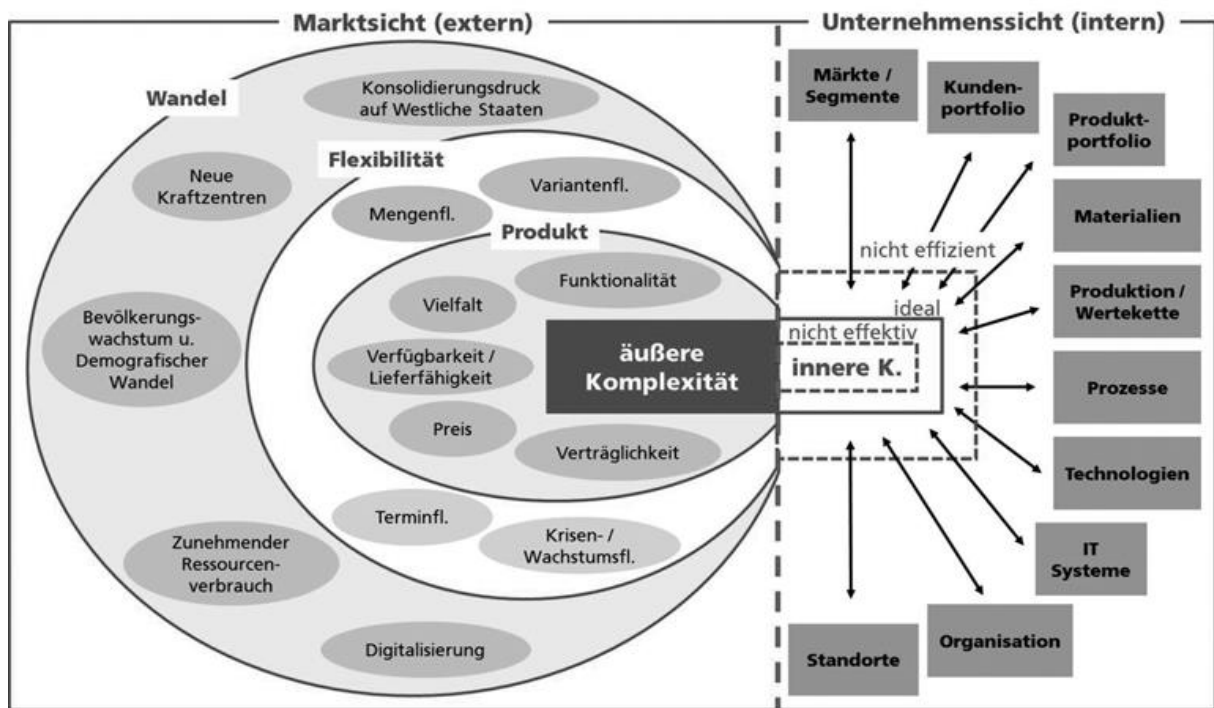 Marktsicht (extern)
Unternehmenssicht (intern)
Wandel
Konsolidierungsdruck
auf Westliche Staaten
Neue
Kraftzentren
Bevölkerungs-
wachstum u.
Demografischer
Wandel
Zunehmender
Ressourcen-
verbrauch
Digitalisierung
Flexibilität
Variantenfl.
Mengenfl.
Terminfl.
Krisen- /
Wachstumsfl.
Produkt
Funktionalität
Vielfalt
Verfügbarkeit /
Lieferfähigkeit
Preis
Verträglichkeit
äußere
Komplexität
nicht effizient
ideal
nicht effektiv
innere K.
Märkte /
Segmente
Kunden-
portfolio
Produkt-
portfolio
Materialien
Produktion /
Wertekette
Prozesse
Technologien
IT
Systeme
Organisation
Standorte